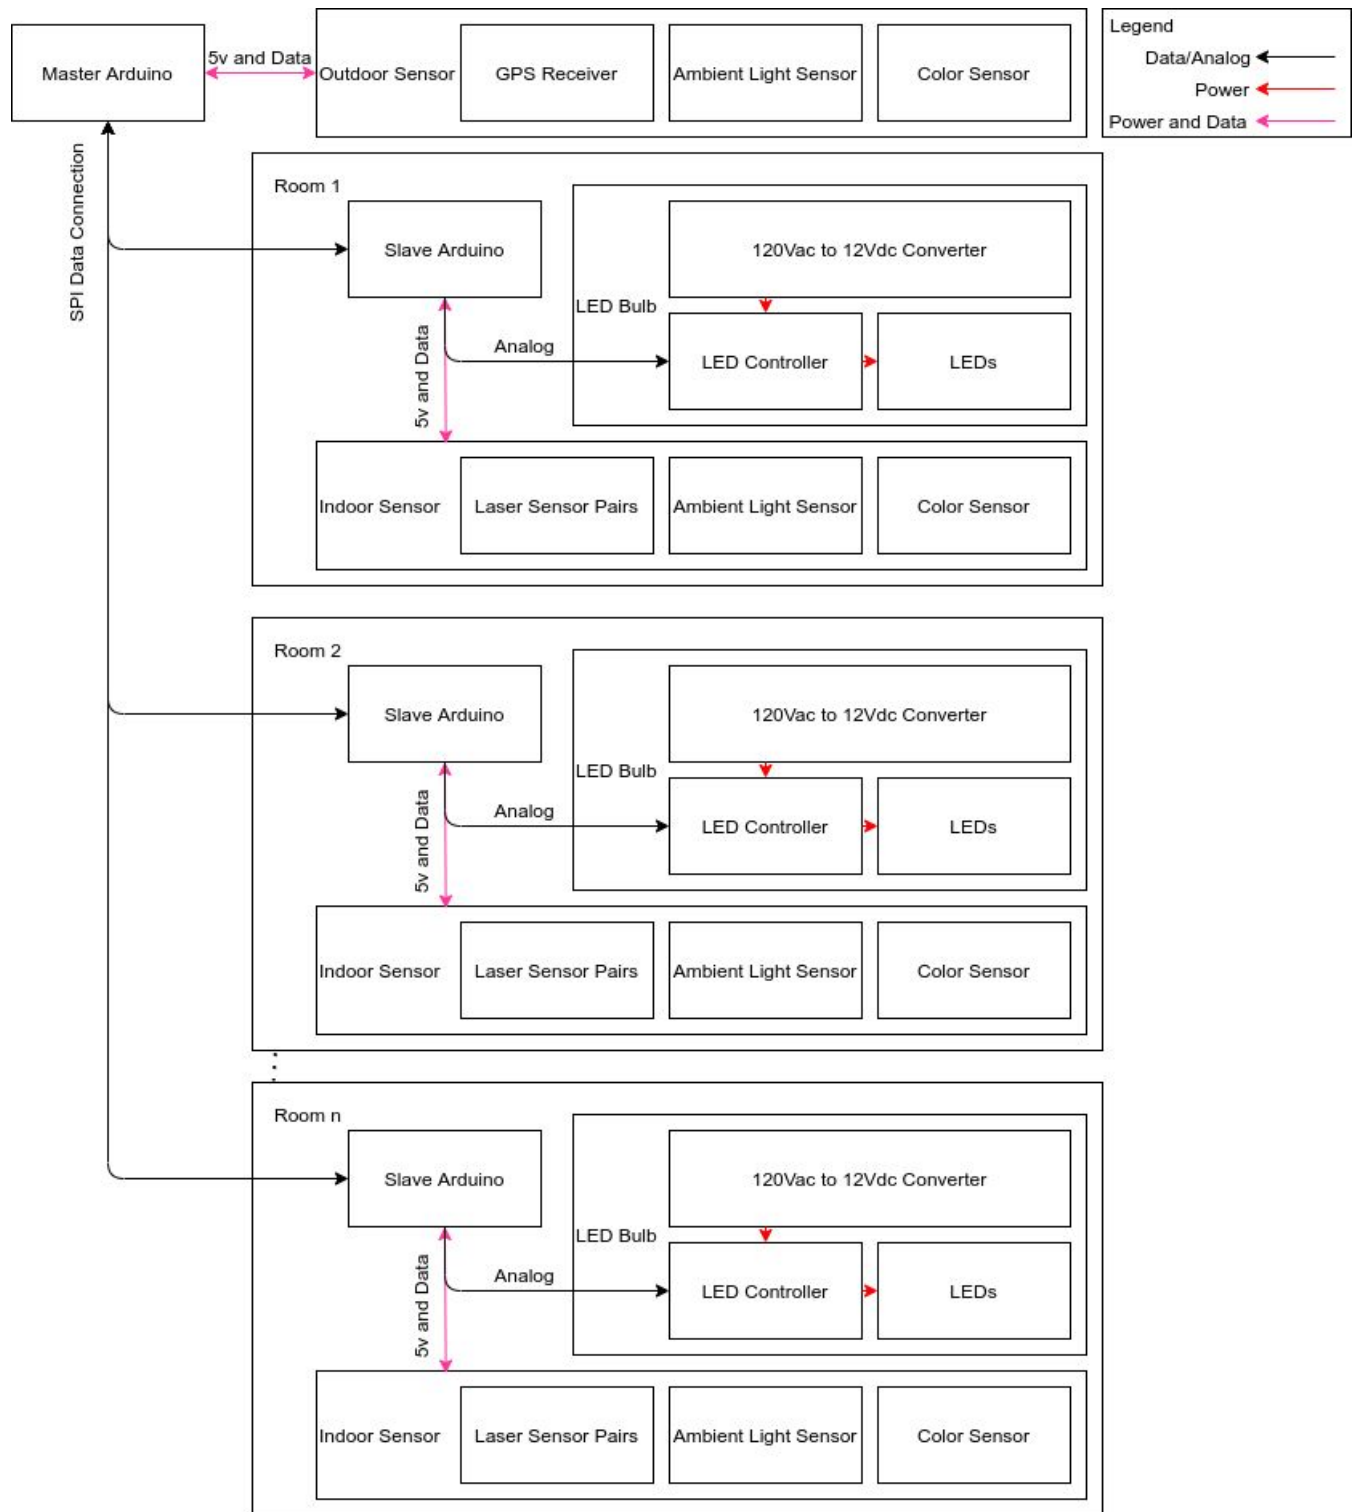 Master Arduino
5v and Data
Outdoor Sensor
GPS Receiver
Ambient Light Sensor
Color Sensor
Legend
Data/Analog
Power
Power and Data
SPI Data Connection
Room 1
Slave Arduino
120Vac to 12Vdc Converter
LED Bulb
5v and Data
Analog
LED Controller
LEDs
Indoor Sensor
Laser Sensor Pairs
Ambient Light Sensor
Color Sensor
Room 2
Slave Arduino
120Vac to 12Vdc Converter
LED Bulb
5v and Data
Analog
LED Controller
LEDs
Indoor Sensor
Laser Sensor Pairs
Ambient Light Sensor
Color Sensor
Room n
Slave Arduino
120Vac to 12Vdc Converter
LED Bulb
5v and Data
Analog
LED Controller
LEDs
Indoor Sensor
Laser Sensor Pairs
Ambient Light Sensor
Color Sensor